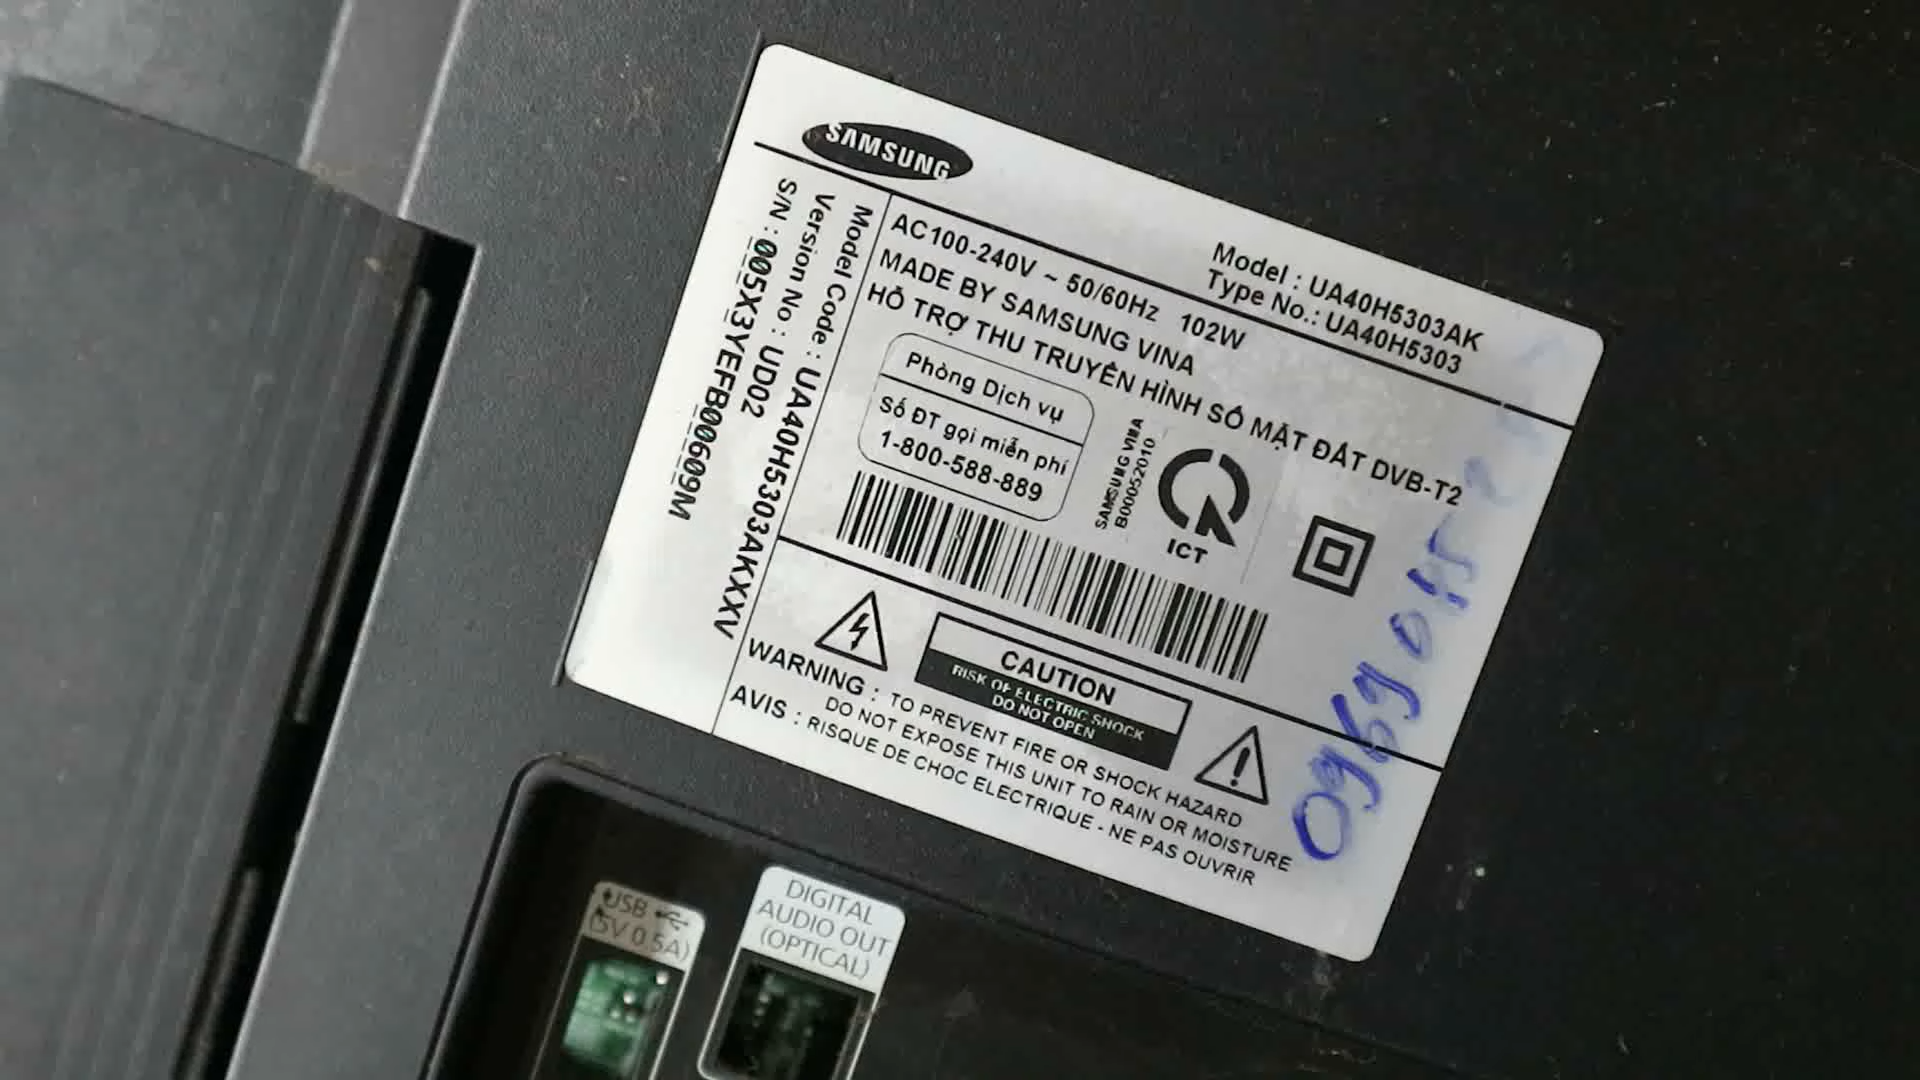 SAMSUNG
Model : UA40H5303AK
Type No.: UA40H5303
AC100-240V ~ 50/60Hz 102W
MADE BY SAMSUNG VINA
HỖ TRỢ THU TRUYỀN HÌNH SỐ MẶT ĐẤT DVB-T2
Phòng Dịch vụ
Số ĐT gọi miễn phí
1-800-588-889
SAMSUNG VINA
B00052010
ICT
Model Code : UA40H5303AKXXXV
Version No : UD02
S/N : 005X3YEFB00609M
CAUTION
RISK OF ELECTRIC SHOCK
DO NOT OPEN
WARNING : TO PREVENT FIRE OR SHOCK HAZARD
DO NOT EXPOSE THIS UNIT TO RAIN OR MOISTURE
AVIS : RISQUE DE CHOC ELECTRIQUE - NE PAS OUVRIR
USB
(5V 0.5A)
DIGITAL
AUDIO OUT
(OPTICAL)